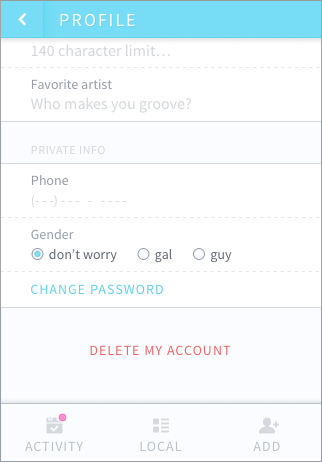 PROFILE
140 character limit...
Favorite artist
Who makes you groove?
PRIVATE INFO
Phone
(---) --- - ----
Gender
don't worry gal guy
CHANGE PASSWORD
DELETE MY ACCOUNT
ACTIVITY LOCAL ADD